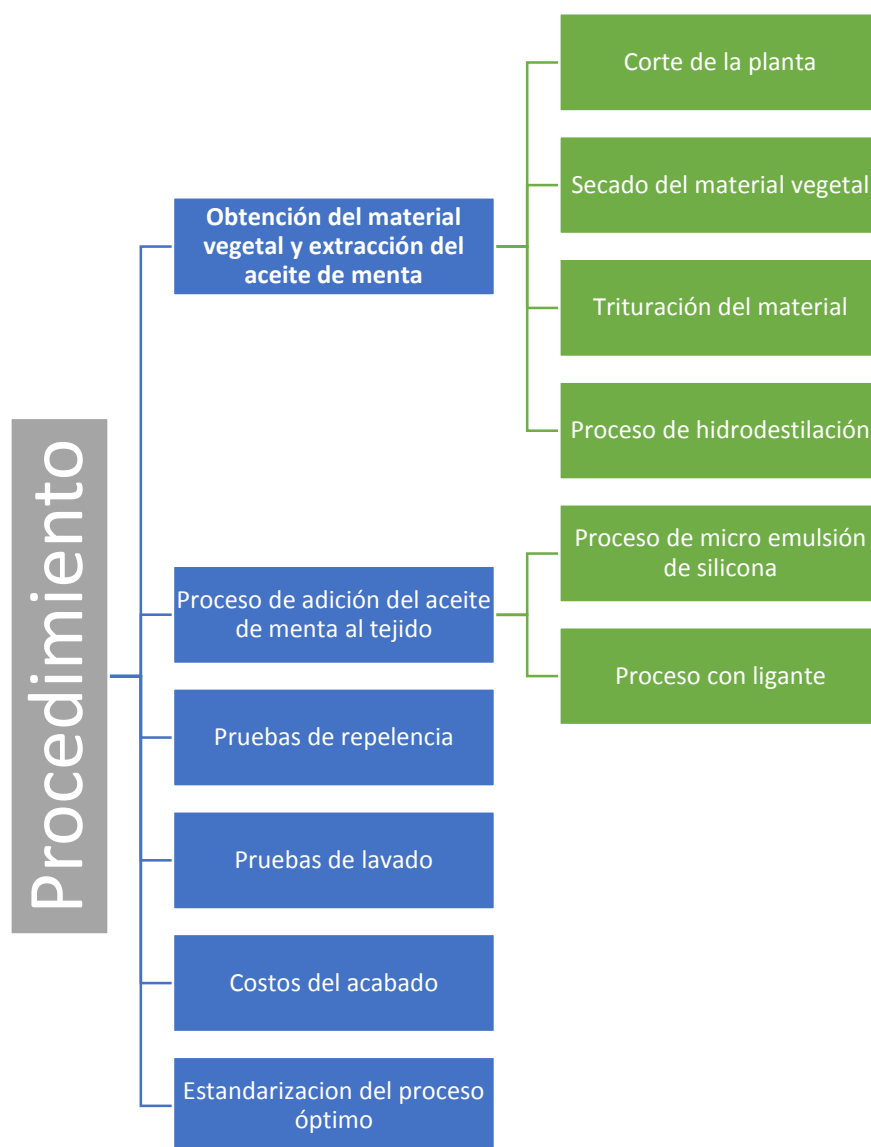 Procedimiento
Obtención del material
vegetal y extracción del
aceite de menta
Corte de la planta
Secado del material vegetal
Trituración del material
Proceso de hidrodestilación
Proceso de adición del aceite
de menta al tejido
Proceso de micro emulsión
de silicona
Proceso con ligante
Pruebas de repelencia
Pruebas de lavado
Costos del acabado
Estandarizacion del proceso
óptimo